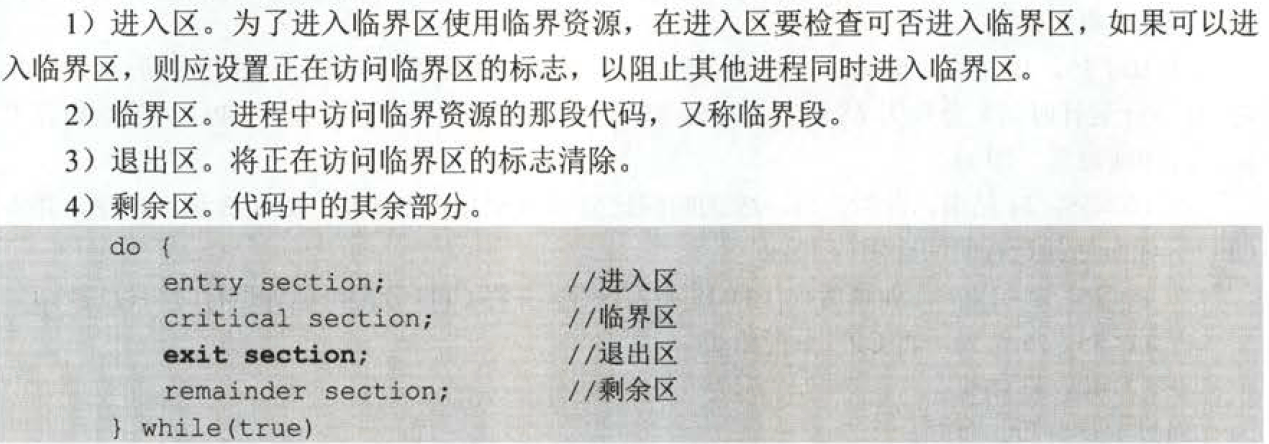 1）进入区。为了进入临界区使用临界资源，在进入区要检查可否进入临界区，如果可以进
入临界区，则应设置正在访问临界区的标志，以阻止其他进程同时进入临界区。
2）临界区。进程中访问临界资源的那段代码，又称临界段。
3）退出区。将正在访问临界区的标志清除。
4）剩余区。代码中的其余部分。
do {
entry section; //进入区
critical section; //临界区
exit section; //退出区
remainder section; //剩余区
} while(true)